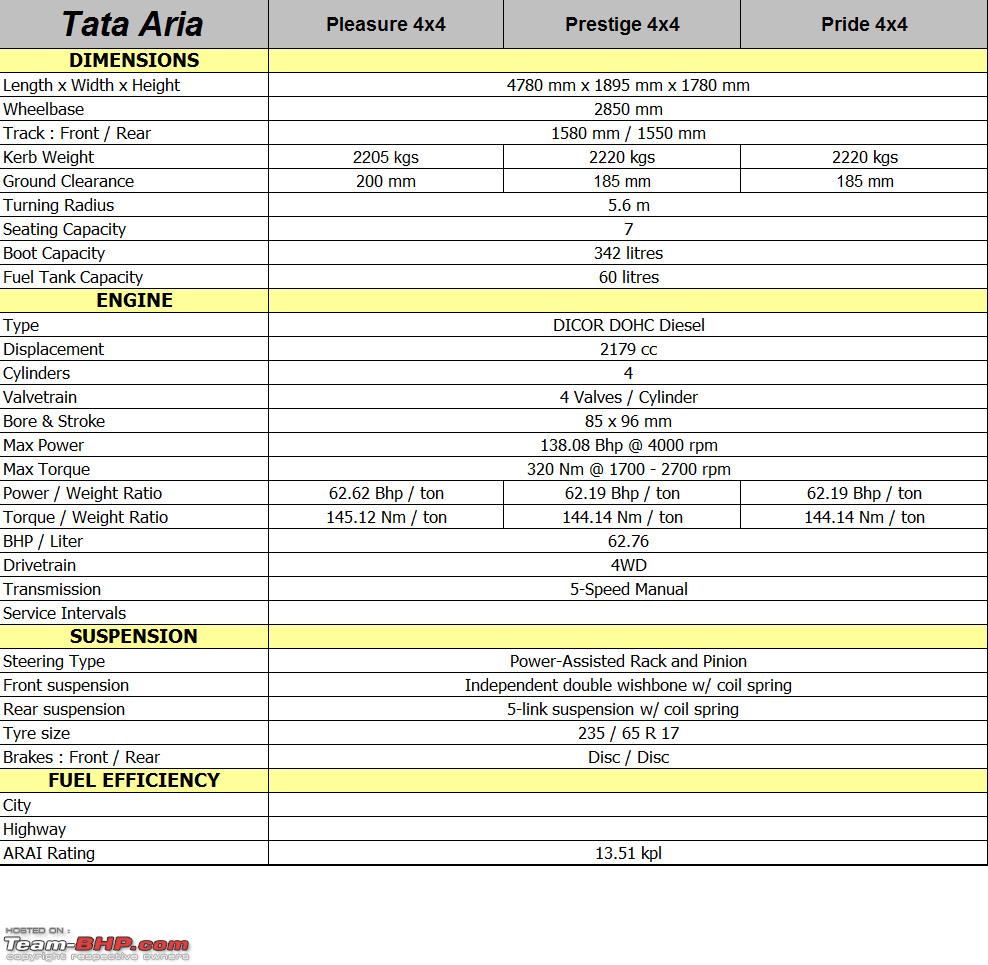 Tata Aria Pleasure 4x4 Prestige 4x4 Pride 4x4
DIMENSIONS
Length x Width x Height 4780 mm x 1895 mm x 1780 mm
Wheelbase 2850 mm
Track : Front / Rear 1580 mm / 1550 mm
Kerb Weight 2205 kgs 2220 kgs 2220 kgs
Ground Clearance 200 mm 185 mm 185 mm
Turning Radius 5.6 m
Seating Capacity 7
Boot Capacity 342 litres
Fuel Tank Capacity 60 litres
ENGINE
Type DICOR DOHC Diesel
Displacement 2179 cc
Cylinders 4
Valvetrain 4 Valves / Cylinder
Bore & Stroke 85 x 96 mm
Max Power 138.08 Bhp @ 4000 rpm
Max Torque 320 Nm @ 1700 - 2700 rpm
Power / Weight Ratio 62.62 Bhp / ton 62.19 Bhp / ton 62.19 Bhp / ton
Torque / Weight Ratio 145.12 Nm / ton 144.14 Nm / ton 144.14 Nm / ton
BHP / Liter 62.76
Drivetrain 4WD
Transmission 5-Speed Manual
Service Intervals
SUSPENSION
Steering Type Power-Assisted Rack and Pinion
Front suspension Independent double wishbone w/ coil spring
Rear suspension 5-link suspension w/ coil spring
Tyre size 235 / 65 R 17
Brakes : Front / Rear Disc / Disc
FUEL EFFICIENCY
City
Highway
ARAI Rating 13.51 kpl
HOSTED ON :
Team-BHP.com
copyright respective owners